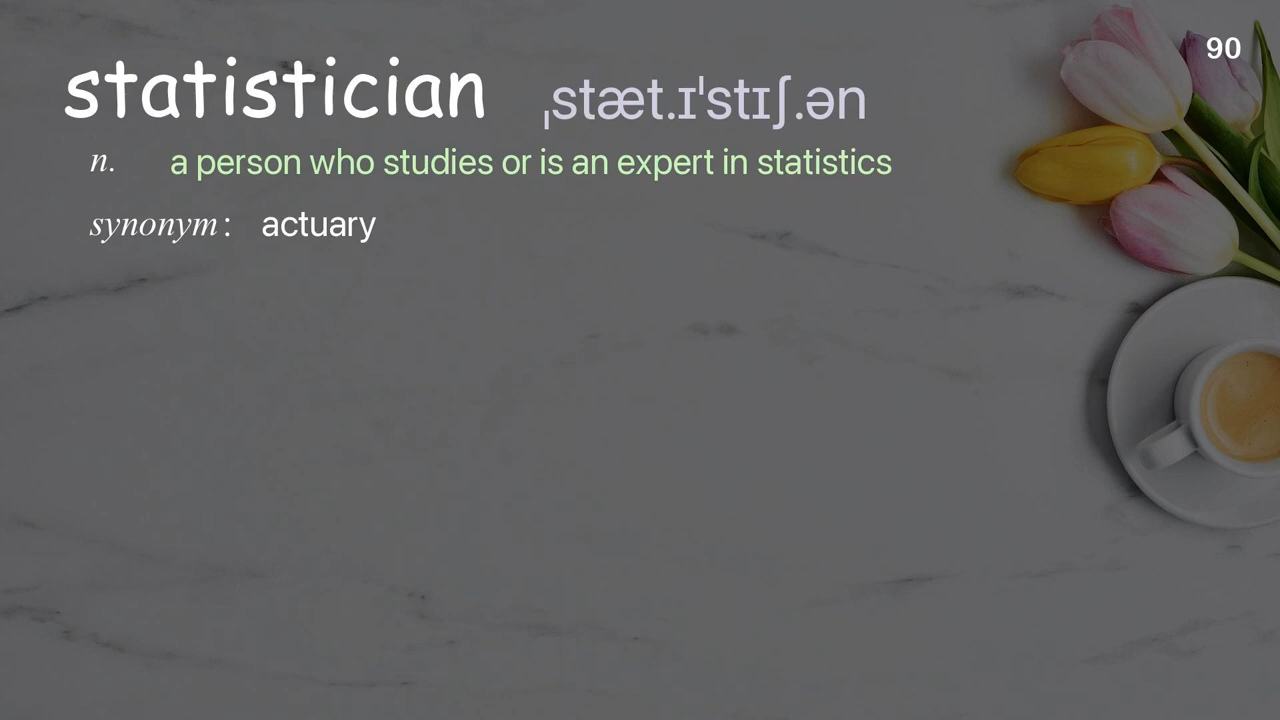 90
statistician ˌstæt.ɪˈstɪʃ.ən
n. a person who studies or is an expert in statistics
synonym : actuary